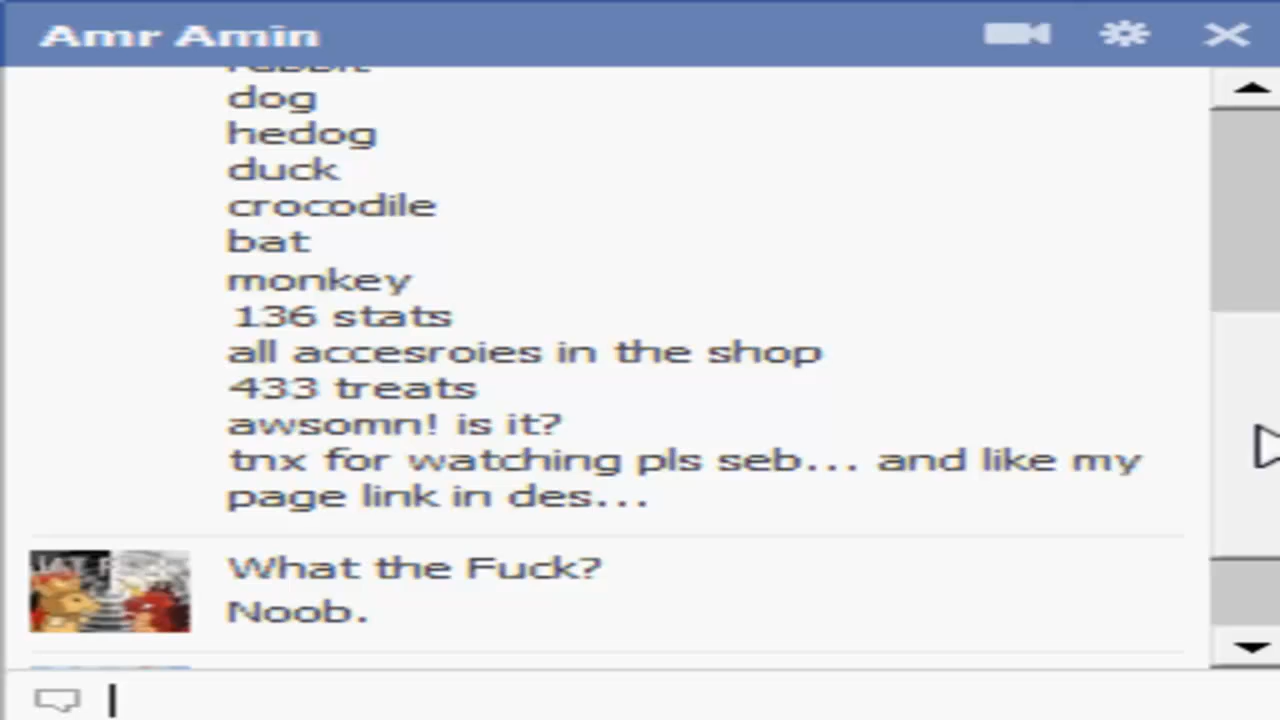 Amr Amin
rabbit
dog
hedog
duck
crocodile
bat
monkey
136 stats
all accesroies in the shop
433 treats
awsomn! is it?
tnx for watching pls seb... and like my
page link in des...
What the Fuck?
Noob.